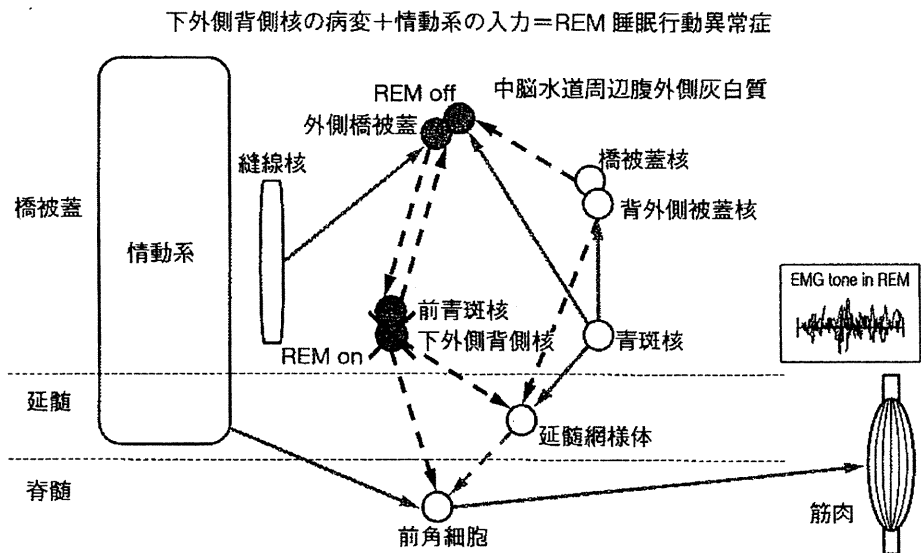 下外側背側核の病変＋情動系の入力＝REM 睡眠行動異常症
REM off
中脳水道周辺腹外側灰白質
外側橋被蓋
縫線核
橋被蓋核
橋被蓋
背外側被蓋核
情動系
EMG tone in REM
前青斑核
下外側背側核
青斑核
REM on
延髄
延髄網様体
脊髄
筋肉
前角細胞